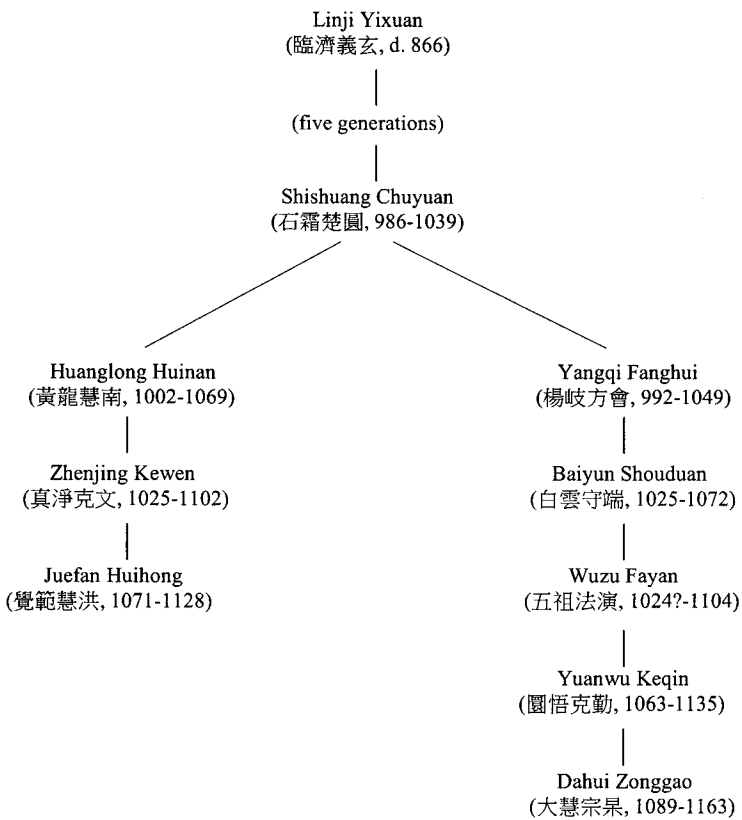 Linji Yixuan
(臨濟義玄, d. 866)
(five generations)
Shishuang Chuyuan
(石霜楚圓, 986-1039)
Huanglong Huinan
(黃龍慧南, 1002-1069)
Zhenjing Kewen
(真淨克文, 1025-1102)
Juefan Huihong
(覺範慧洪, 1071-1128)
Yangqi Fanghui
(楊岐方會, 992-1049)
Baiyun Shouduan
(白雲守端, 1025-1072)
Wuzu Fayan
(五祖法演, 1024?-1104)
Yuanwu Keqin
(圜悟克勤, 1063-1135)
Dahui Zonggao
(大慧宗杲, 1089-1163)